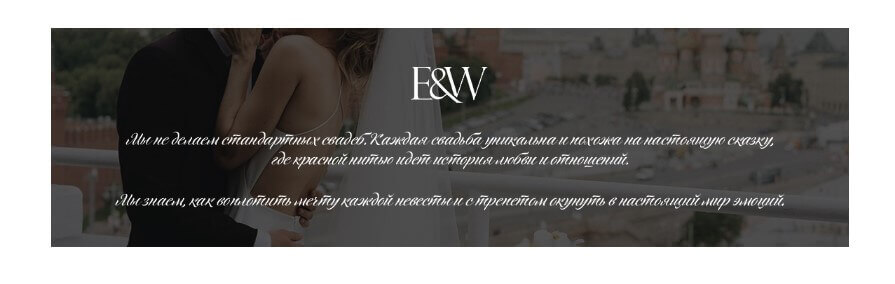 E&W
Мы не делаем стандартных свадеб. Каждая свадьба уникальна и похожа на настоящую сказку,
где красной нитью идет история любви и отношений.
Мы знаем, как воплотить мечту каждой невесты и с трепетом окунуть в настоящий мир эмоций.